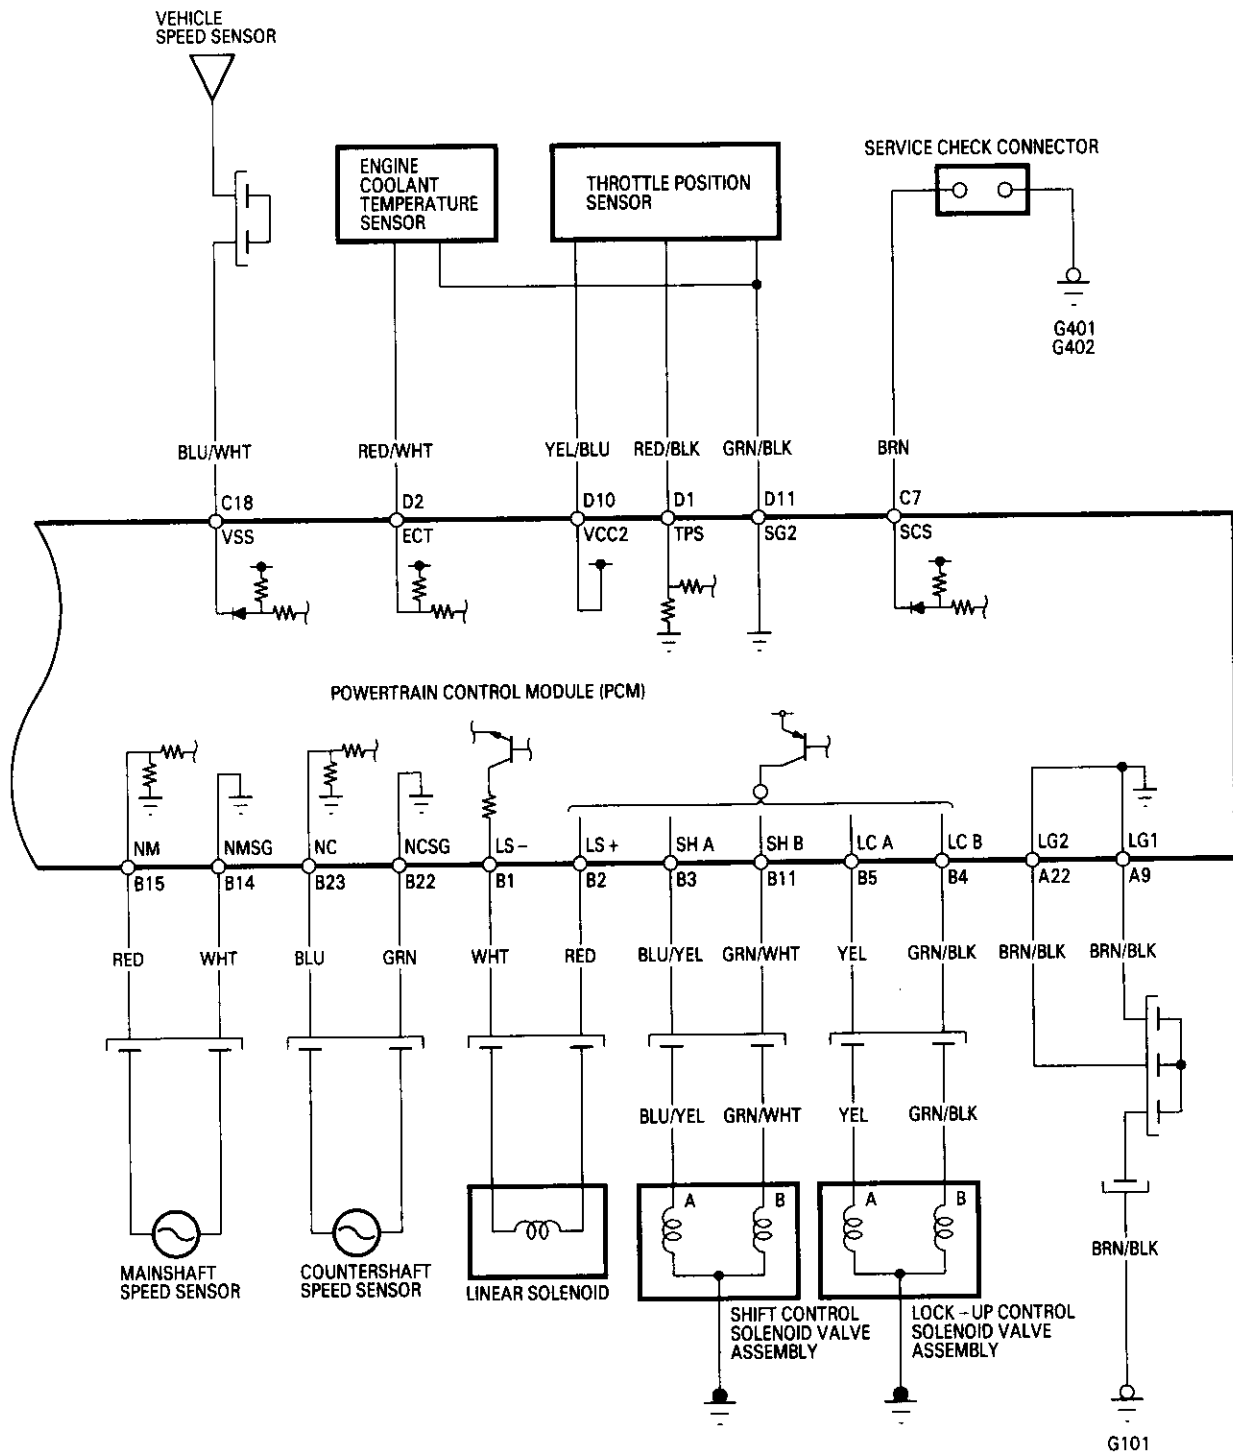 VEHICLE
SPEED SENSOR
ENGINE
COOLANT
TEMPERATURE
SENSOR
THROTTLE POSITION
SENSOR
SERVICE CHECK CONNECTOR
G401
G402
BLU/WHT
RED/WHT
YEL/BLU
RED/BLK
GRN/BLK
BRN
C18
D2
D10
D1
D11
C7
VSS
ECT
VCC2
TPS
SG2
SCS
POWERTRAIN CONTROL MODULE (PCM)
NM
NMSG
NC
NCSG
LS -
LS +
SH A
SH B
LC A
LC B
LG2
LG1
B15
B14
B23
B22
B1
B2
B3
B11
B5
B4
A22
A9
RED
WHT
BLU
GRN
WHT
RED
BLU/YEL
GRN/WHT
YEL
GRN/BLK
BRN/BLK
BRN/BLK
BLU/YEL
GRN/WHT
YEL
GRN/BLK
A
B
A
B
BRN/BLK
MAINSHAFT
SPEED SENSOR
COUNTERSHAFT
SPEED SENSOR
LINEAR SOLENOID
SHIFT CONTROL
SOLENOID VALVE
ASSEMBLY
LOCK-UP CONTROL
SOLENOID VALVE
ASSEMBLY
G101